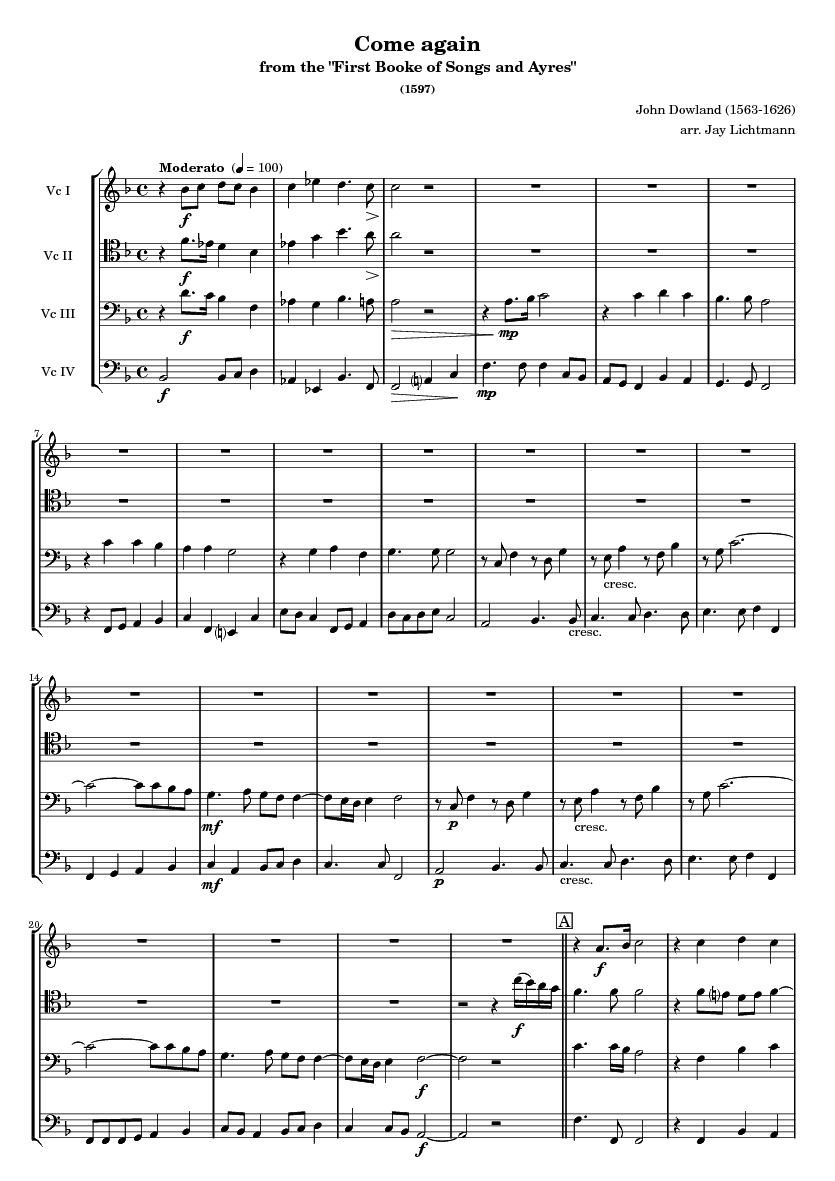 Come again
from the "First Booke of Songs and Ayres"
(1597)
John Dowland (1563-1626)
arr. Jay Lichtmann
Moderato (♩ = 100)
Vc I
f
Vc II
f
Vc III
f
mp
Vc IV
f
mp
7
cresc.
cresc.
14
mf
p
cresc.
mf
p
cresc.
20
A
f
f
f
f